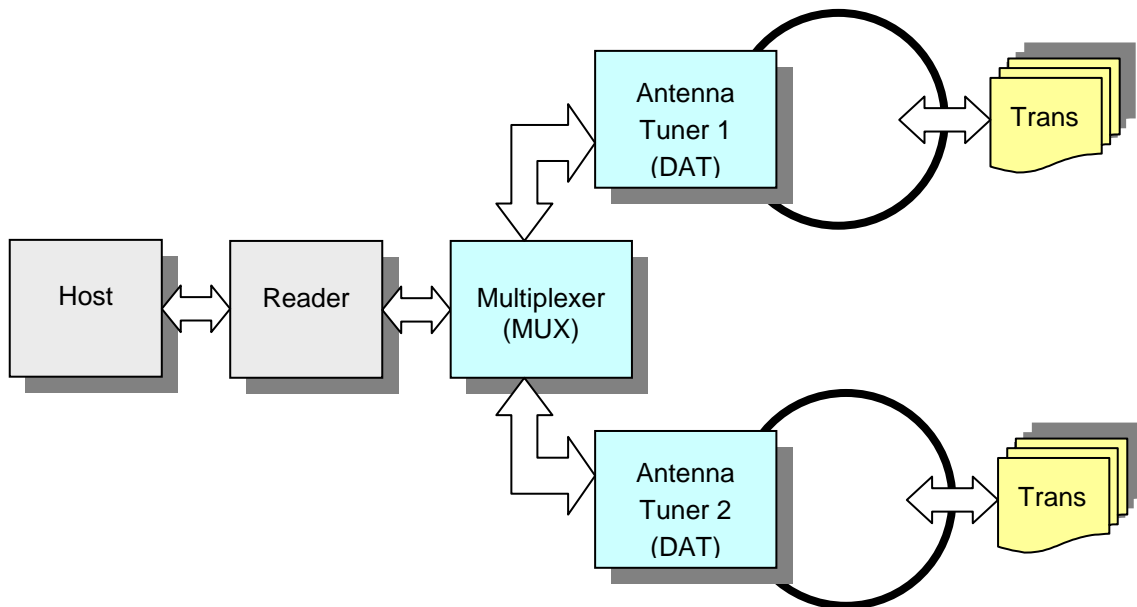 Antenna
Tuner 1
(DAT)
Trans
Host
Reader
Multiplexer
(MUX)
Antenna
Tuner 2
(DAT)
Trans